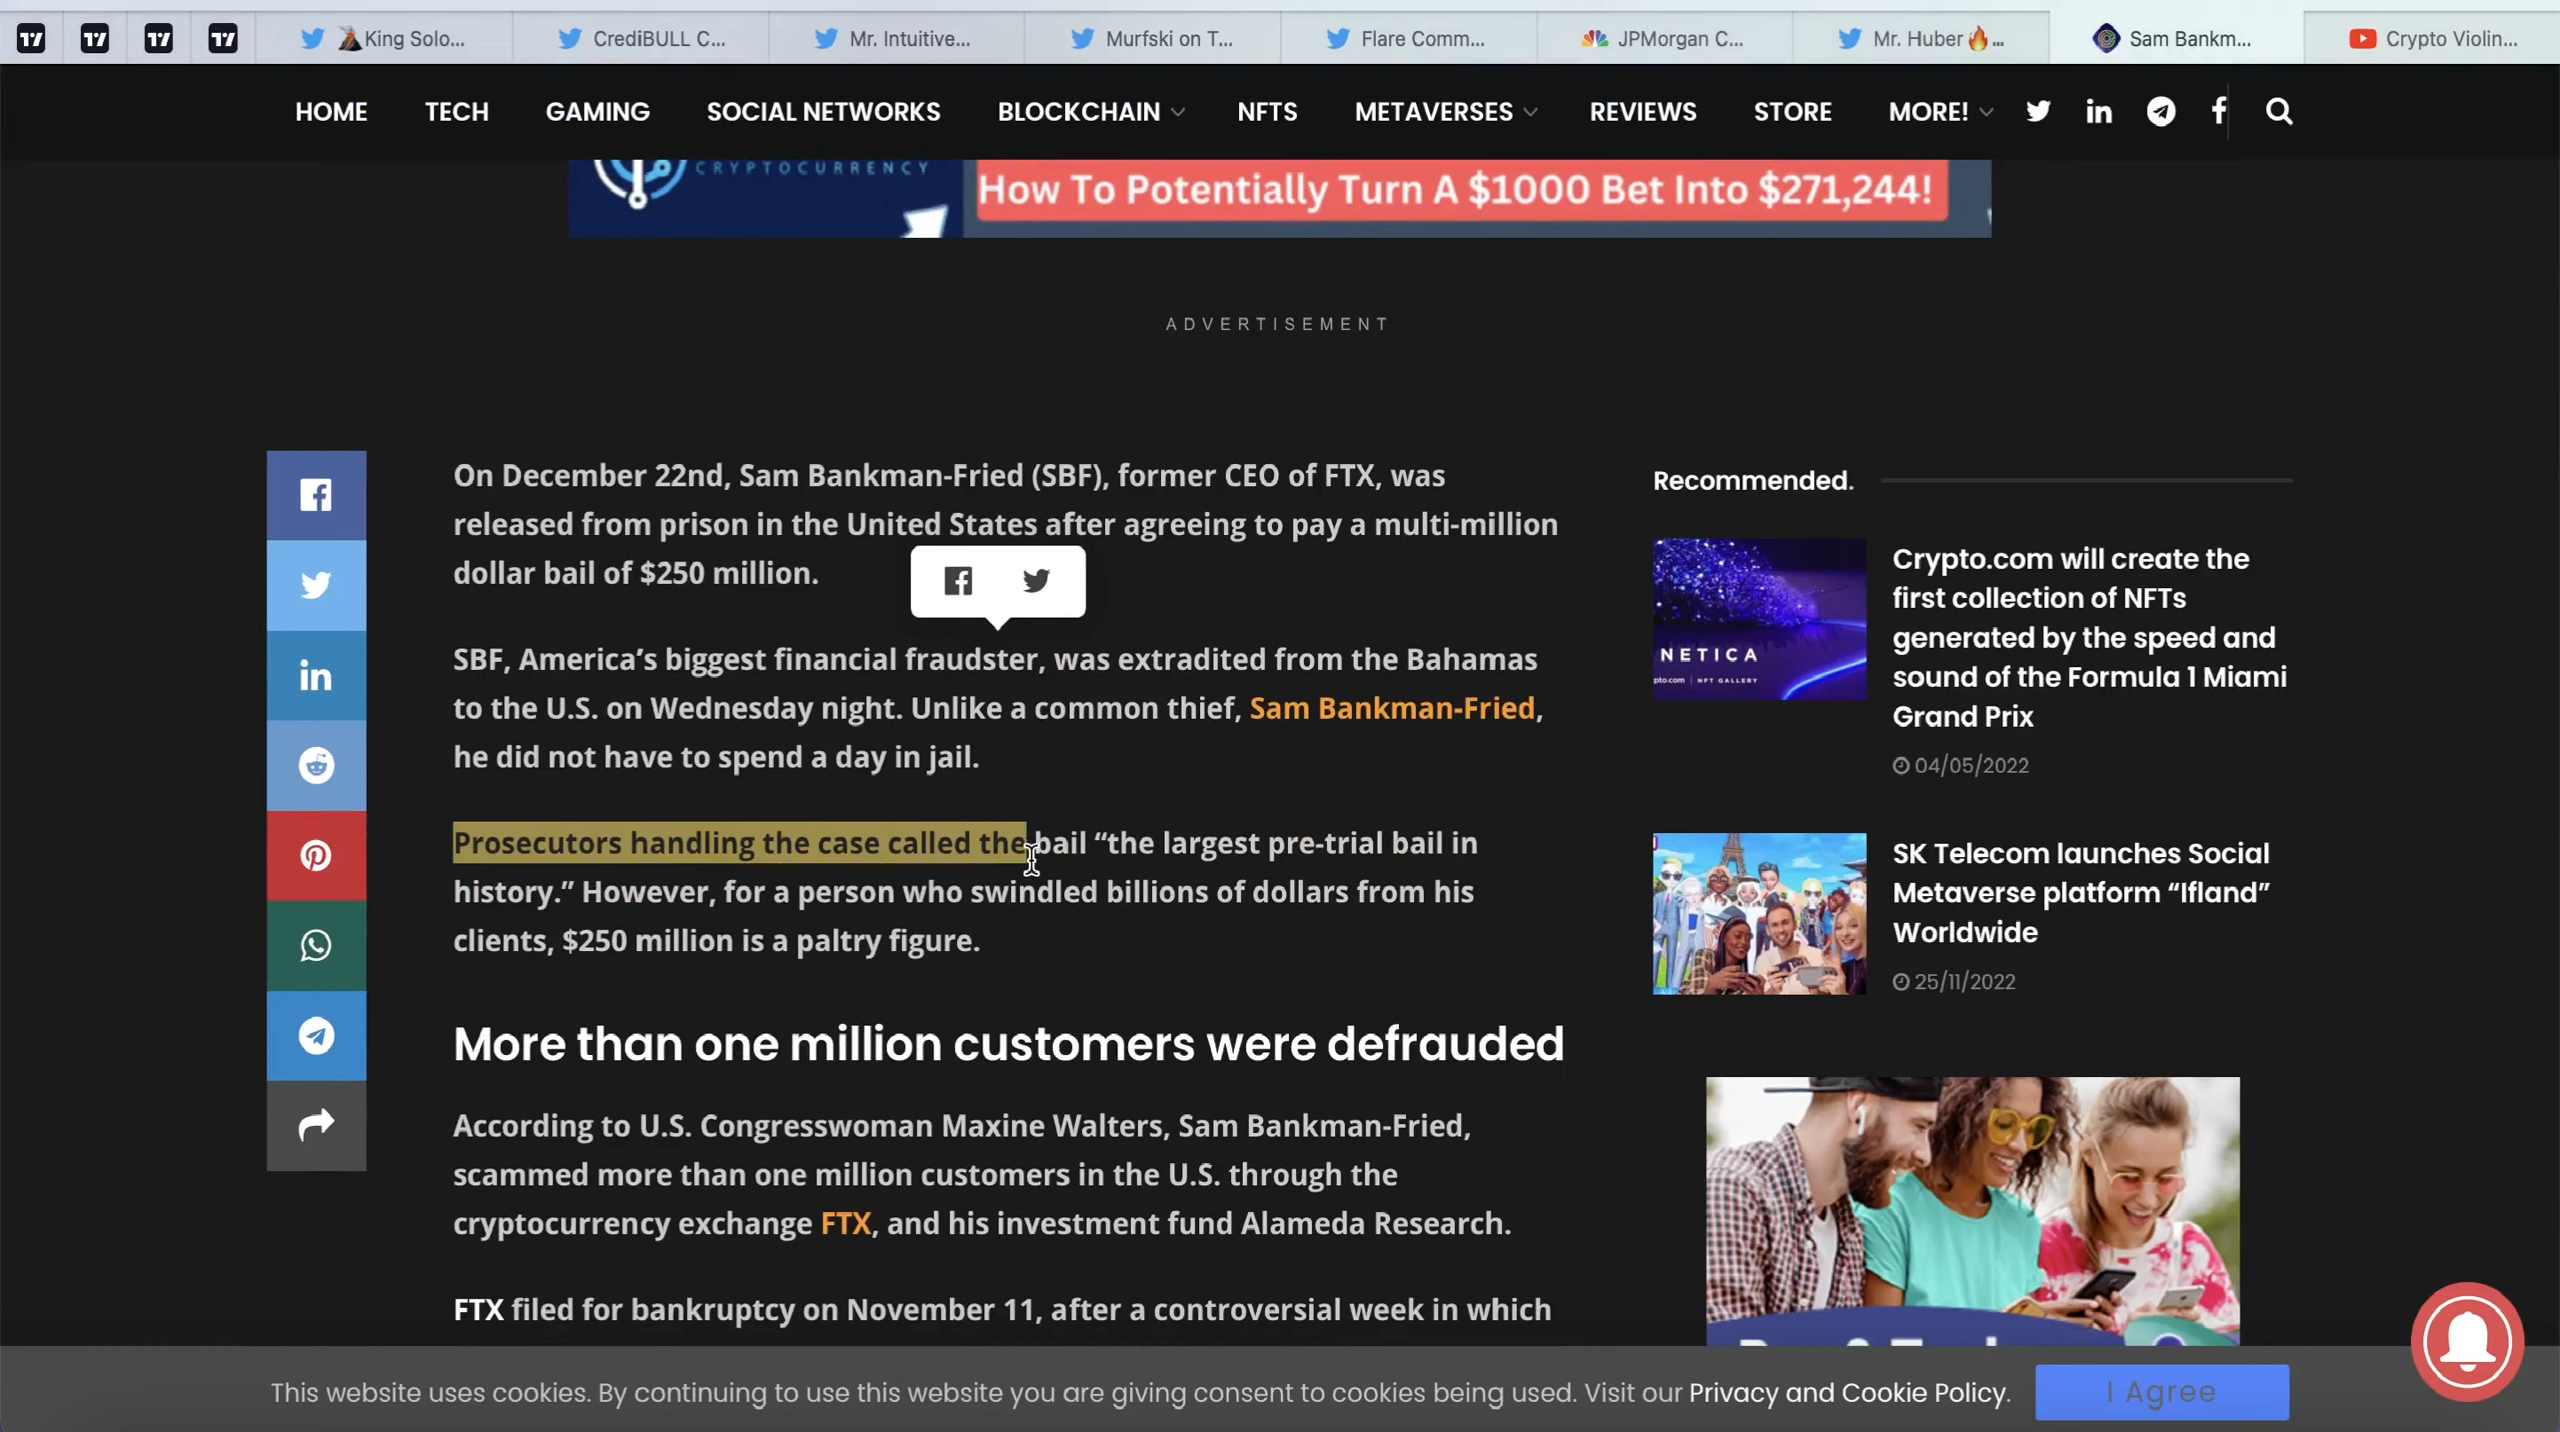 King Solo...
CrediBULL C...
Mr. Intuitive...
Murfski on T...
Flare Comm...
JPMorgan C...
Mr. Huber🔥...
Sam Bankm...
Crypto Violin...
HOME
TECH
GAMING
SOCIAL NETWORKS
BLOCKCHAIN
NFTS
METAVERSES
REVIEWS
STORE
MORE!
CRYPTOCURRENCY
How To Potentially Turn A $1000 Bet Into $271,244!
ADVERTISEMENT
On December 22nd, Sam Bankman-Fried (SBF), former CEO of FTX, was
released from prison in the United States after agreeing to pay a multi-million
dollar bail of $250 million.
SBF, America’s biggest financial fraudster, was extradited from the Bahamas
to the U.S. on Wednesday night. Unlike a common thief, Sam Bankman-Fried,
he did not have to spend a day in jail.
Prosecutors handling the case called the bail “the largest pre-trial bail in
history.” However, for a person who swindled billions of dollars from his
clients, $250 million is a paltry figure.
More than one million customers were defrauded
According to U.S. Congresswoman Maxine Walters, Sam Bankman-Fried,
scammed more than one million customers in the U.S. through the
cryptocurrency exchange FTX, and his investment fund Alameda Research.
FTX filed for bankruptcy on November 11, after a controversial week in which
Recommended.
NETICA
pto.com | NFT GALLERY
Crypto.com will create the
first collection of NFTs
generated by the speed and
sound of the Formula 1 Miami
Grand Prix
04/05/2022
SK Telecom launches Social
Metaverse platform “Ifland”
Worldwide
25/11/2022
This website uses cookies. By continuing to use this website you are giving consent to cookies being used. Visit our Privacy and Cookie Policy.
I Agree